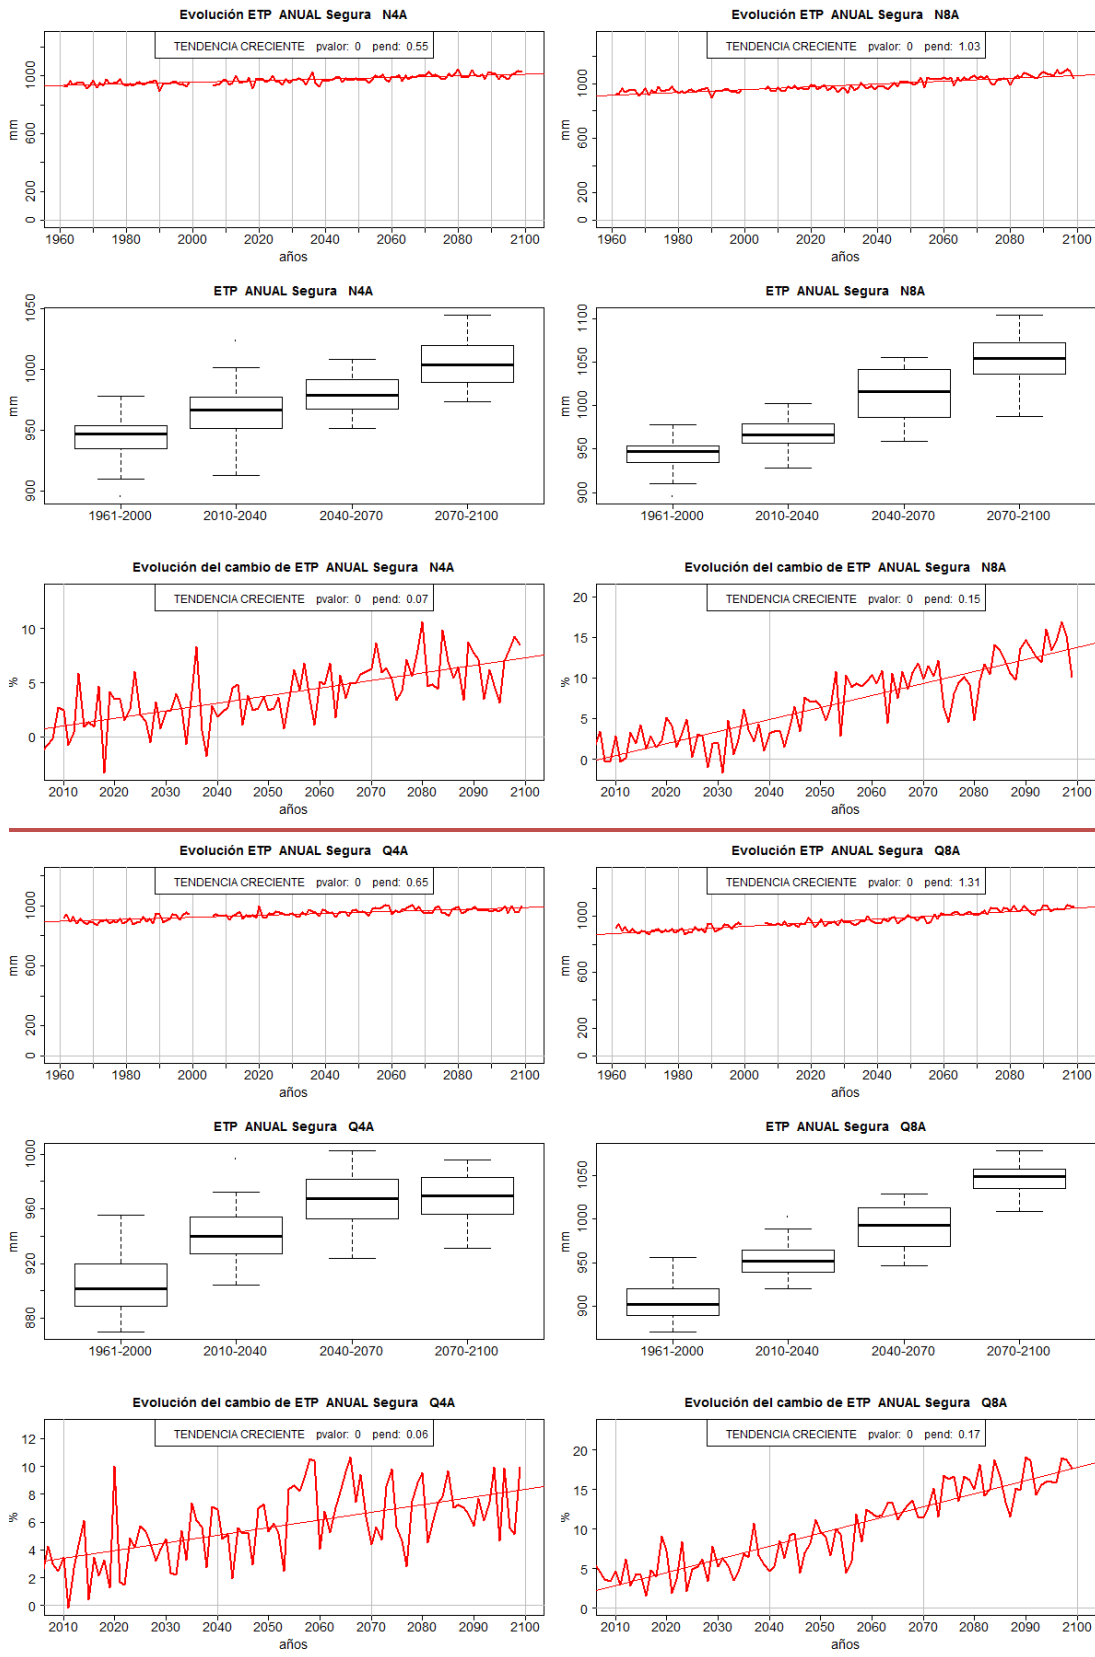 Evolución ETP ANUAL Segura N4A
TENDENCIA CRECIENTE pvalor: 0 pend: 0.55
mm
0 200 600 1000
1960 1980 2000 2020 2040 2060 2080 2100
años
Evolución ETP ANUAL Segura N8A
TENDENCIA CRECIENTE pvalor: 0 pend: 1.03
mm
0 200 600 1000
1960 1980 2000 2020 2040 2060 2080 2100
años
ETP ANUAL Segura N4A
mm
900 950 1000 1050
1961-2000 2010-2040 2040-2070 2070-2100
ETP ANUAL Segura N8A
mm
900 950 1000 1050 1100
1961-2000 2010-2040 2040-2070 2070-2100
Evolución del cambio de ETP ANUAL Segura N4A
TENDENCIA CRECIENTE pvalor: 0 pend: 0.07
%
10
5
0
2010 2020 2030 2040 2050 2060 2070 2080 2090 2100
años
Evolución del cambio de ETP ANUAL Segura N8A
TENDENCIA CRECIENTE pvalor: 0 pend: 0.15
%
20
15
10
5
0
2010 2020 2030 2040 2050 2060 2070 2080 2090 2100
años
Evolución ETP ANUAL Segura Q4A
TENDENCIA CRECIENTE pvalor: 0 pend: 0.65
mm
0 200 600 1000
1960 1980 2000 2020 2040 2060 2080 2100
años
Evolución ETP ANUAL Segura Q8A
TENDENCIA CRECIENTE pvalor: 0 pend: 1.31
mm
0 200 600 1000
1960 1980 2000 2020 2040 2060 2080 2100
años
ETP ANUAL Segura Q4A
mm
880 920 960 1000
1961-2000 2010-2040 2040-2070 2070-2100
ETP ANUAL Segura Q8A
mm
900 950 1000 1050
1961-2000 2010-2040 2040-2070 2070-2100
Evolución del cambio de ETP ANUAL Segura Q4A
TENDENCIA CRECIENTE pvalor: 0 pend: 0.06
%
12
10
8
6
4
2
0
2010 2020 2030 2040 2050 2060 2070 2080 2090 2100
años
Evolución del cambio de ETP ANUAL Segura Q8A
TENDENCIA CRECIENTE pvalor: 0 pend: 0.17
%
20
15
10
5
0
2010 2020 2030 2040 2050 2060 2070 2080 2090 2100
años